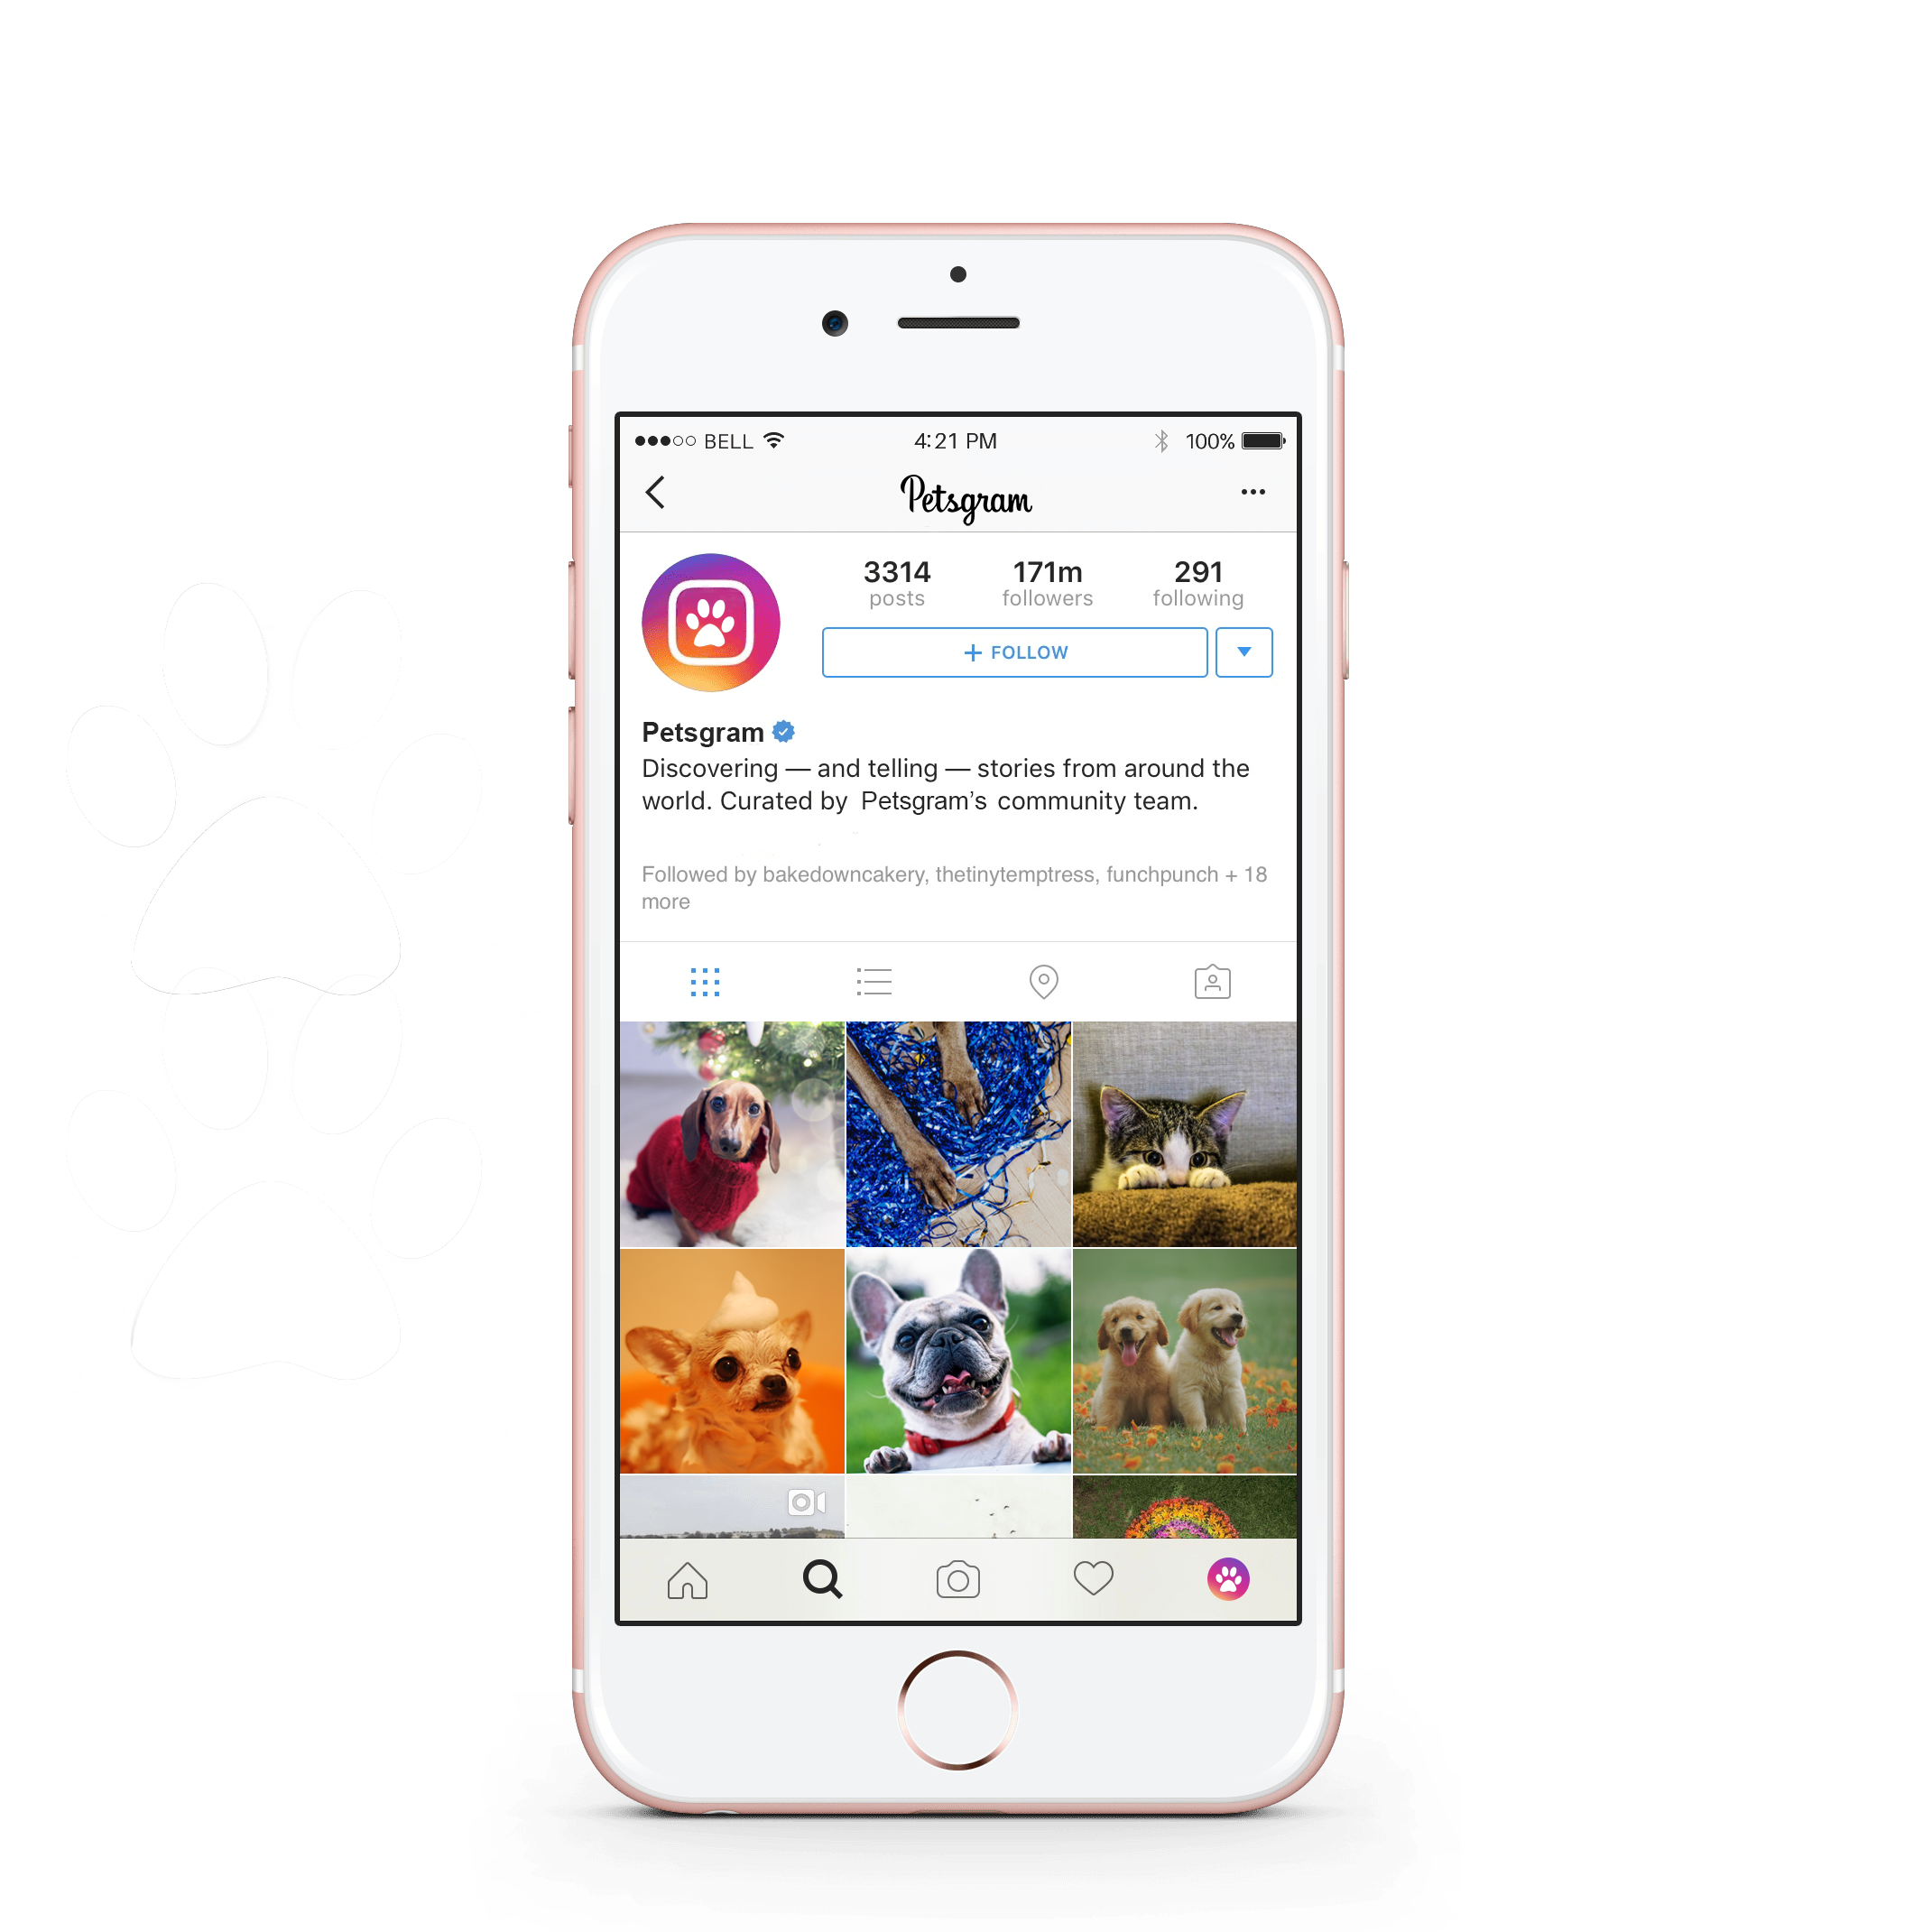 BELL 4:21 PM 100%
Petsgram
3314 171m 291
posts followers following
+ FOLLOW
Petsgram
Discovering — and telling — stories from around the
world. Curated by Petsgram’s community team.
Followed by bakedowncakery, thetinytemptress, funchpunch + 18
more